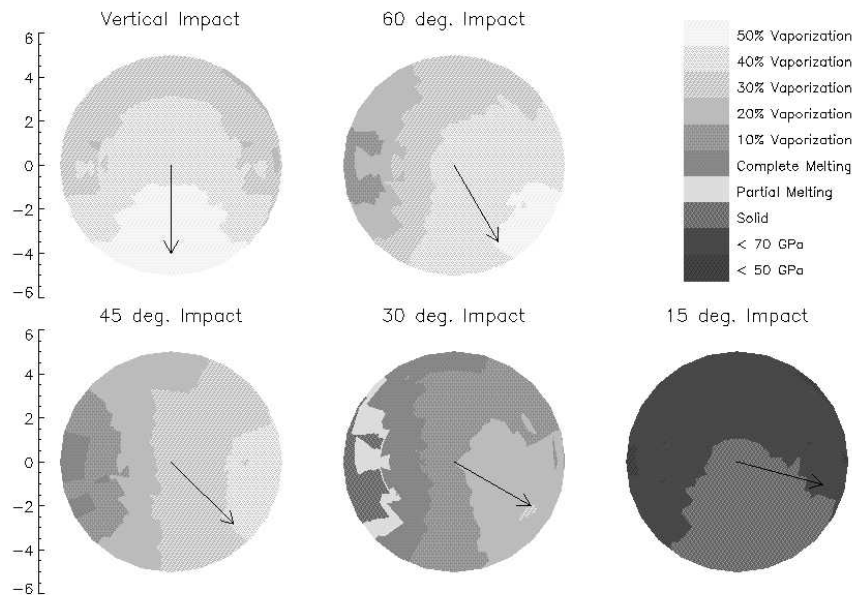 Vertical Impact
60 deg. Impact
6
4
2
0
−2
−4
−6
50% Vaporization
40% Vaporization
30% Vaporization
20% Vaporization
10% Vaporization
Complete Melting
Partial Melting
Solid
< 70 GPa
< 50 GPa
45 deg. Impact
30 deg. Impact
15 deg. Impact
6
4
2
0
−2
−4
−6